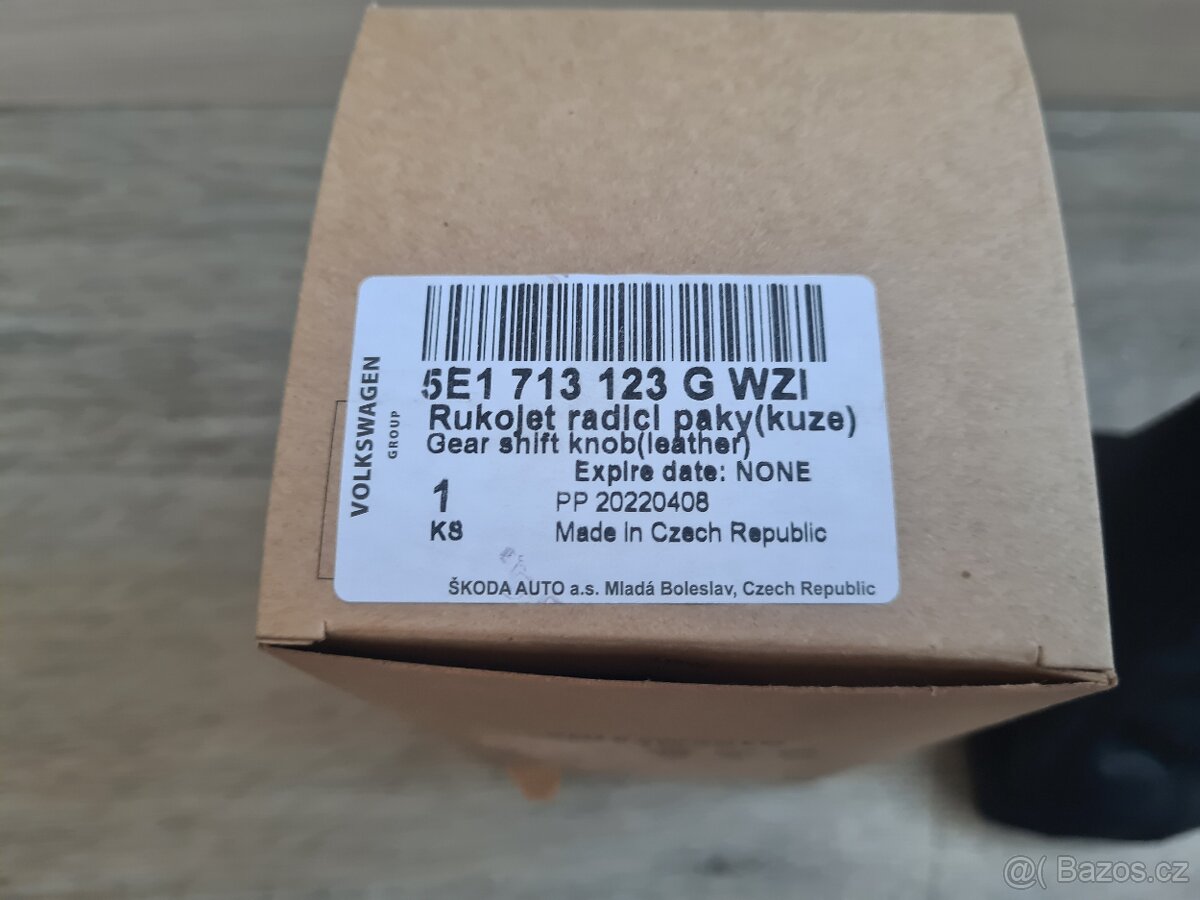 VOLKSWAGEN
GROUP
5E1 713 123 G WZI
Rukojet radici paky(kuze)
Gear shift knob(leather)
Expire date: NONE
1 PP 20220408
KS Made in Czech Republic
ŠKODA AUTO a.s. Mladá Boleslav, Czech Republic
@( Bazos.cz